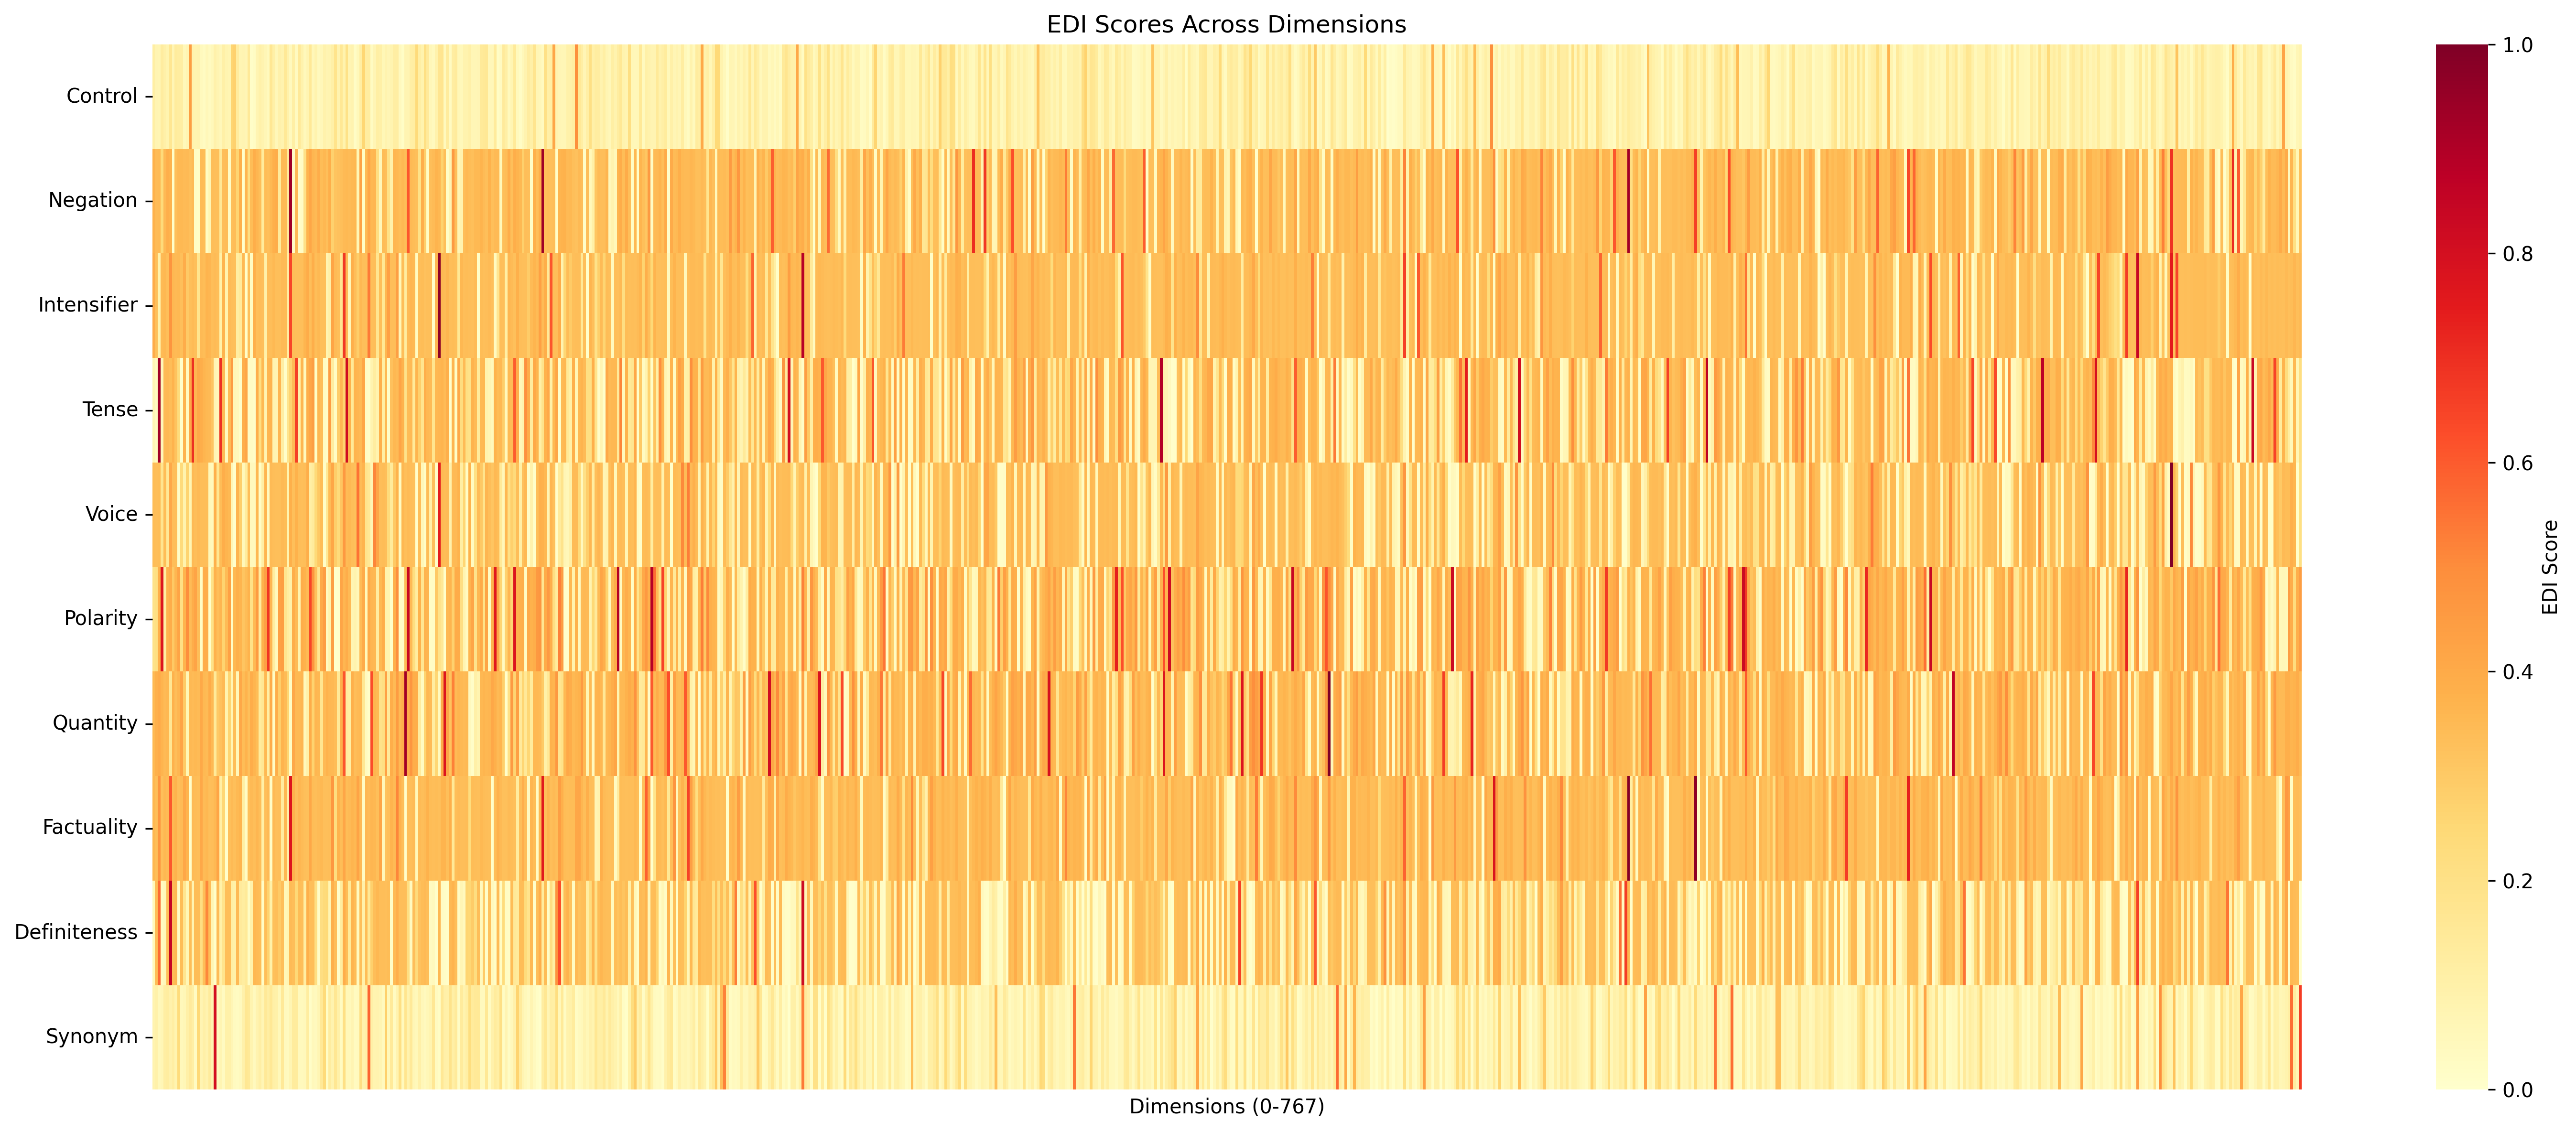 EDI Scores Across Dimensions
Control
Negation
Intensifier
Tense
Voice
Polarity
Quantity
Factuality
Definiteness
Synonym
Dimensions (0-767)
1.0
0.8
0.6
0.4
0.2
0.0
EDI Score